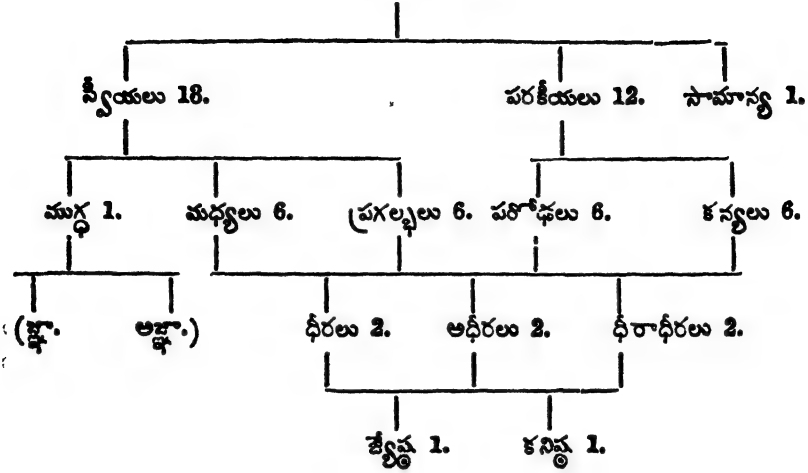 స్వీయలు 13. పరకీయలు 12. సామాన్య 1.
ముగ్ధ 1. మధ్యలు 6. ప్రగల్భలు 6. పరోఢలు 6. కన్యలు 6.
(జ్ఞా. అజ్ఞా.) ధీరలు 2. అధీరలు 2. ధీరాధీరలు 2.
జ్యేష్ఠ 1. కనిష్ఠ 1.